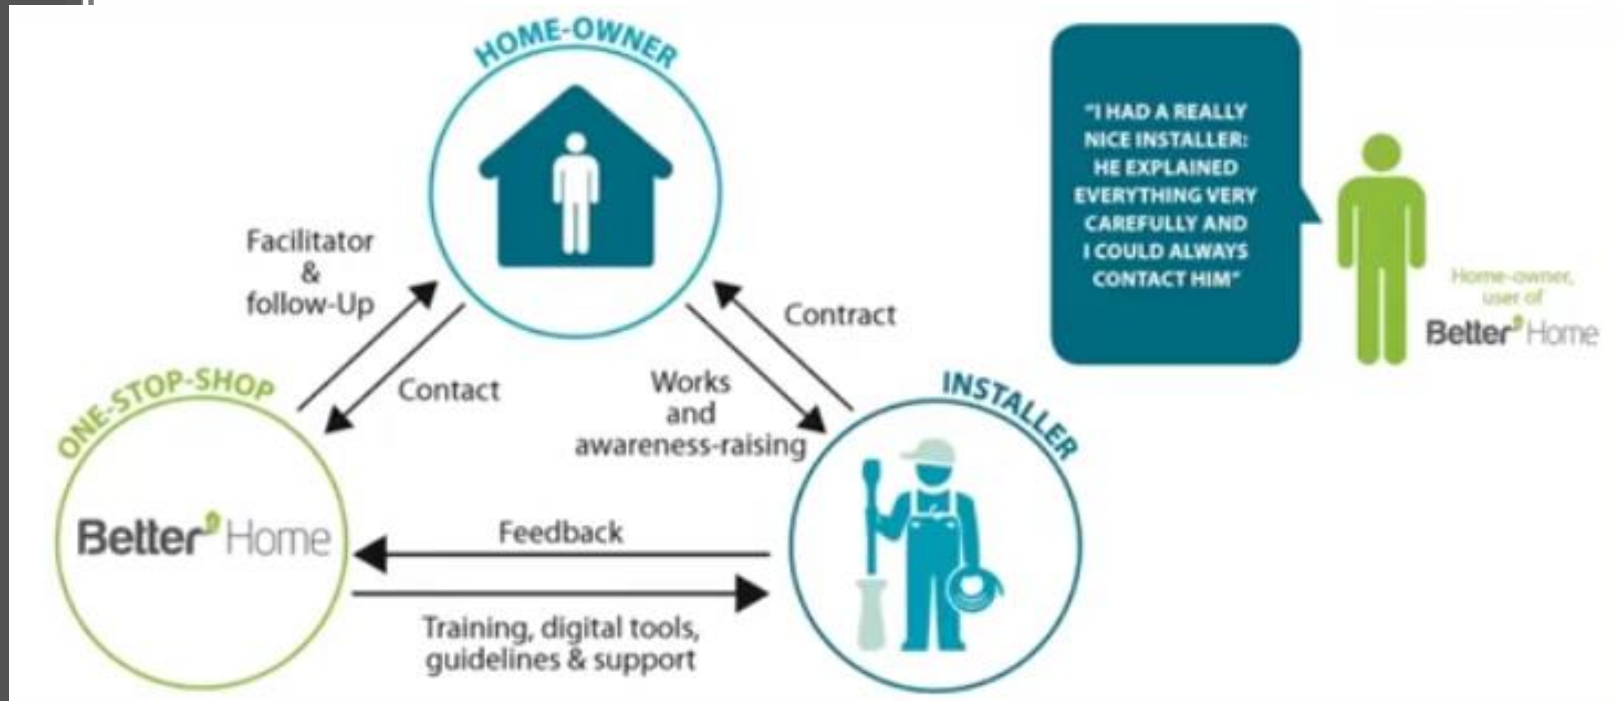 HOME-OWNER
Facilitator
&
follow-Up
Contact
Contract
Works
and
awareness-raising
ONE-STOP-SHOP
Better Home
INSTALLER
Feedback
Training, digital tools,
guidelines & support
"I HAD A REALLY
NICE INSTALLER:
HE EXPLAINED
EVERYTHING VERY
CAREFULLY AND
I COULD ALWAYS
CONTACT HIM"
Home-owner,
user of
Better Home